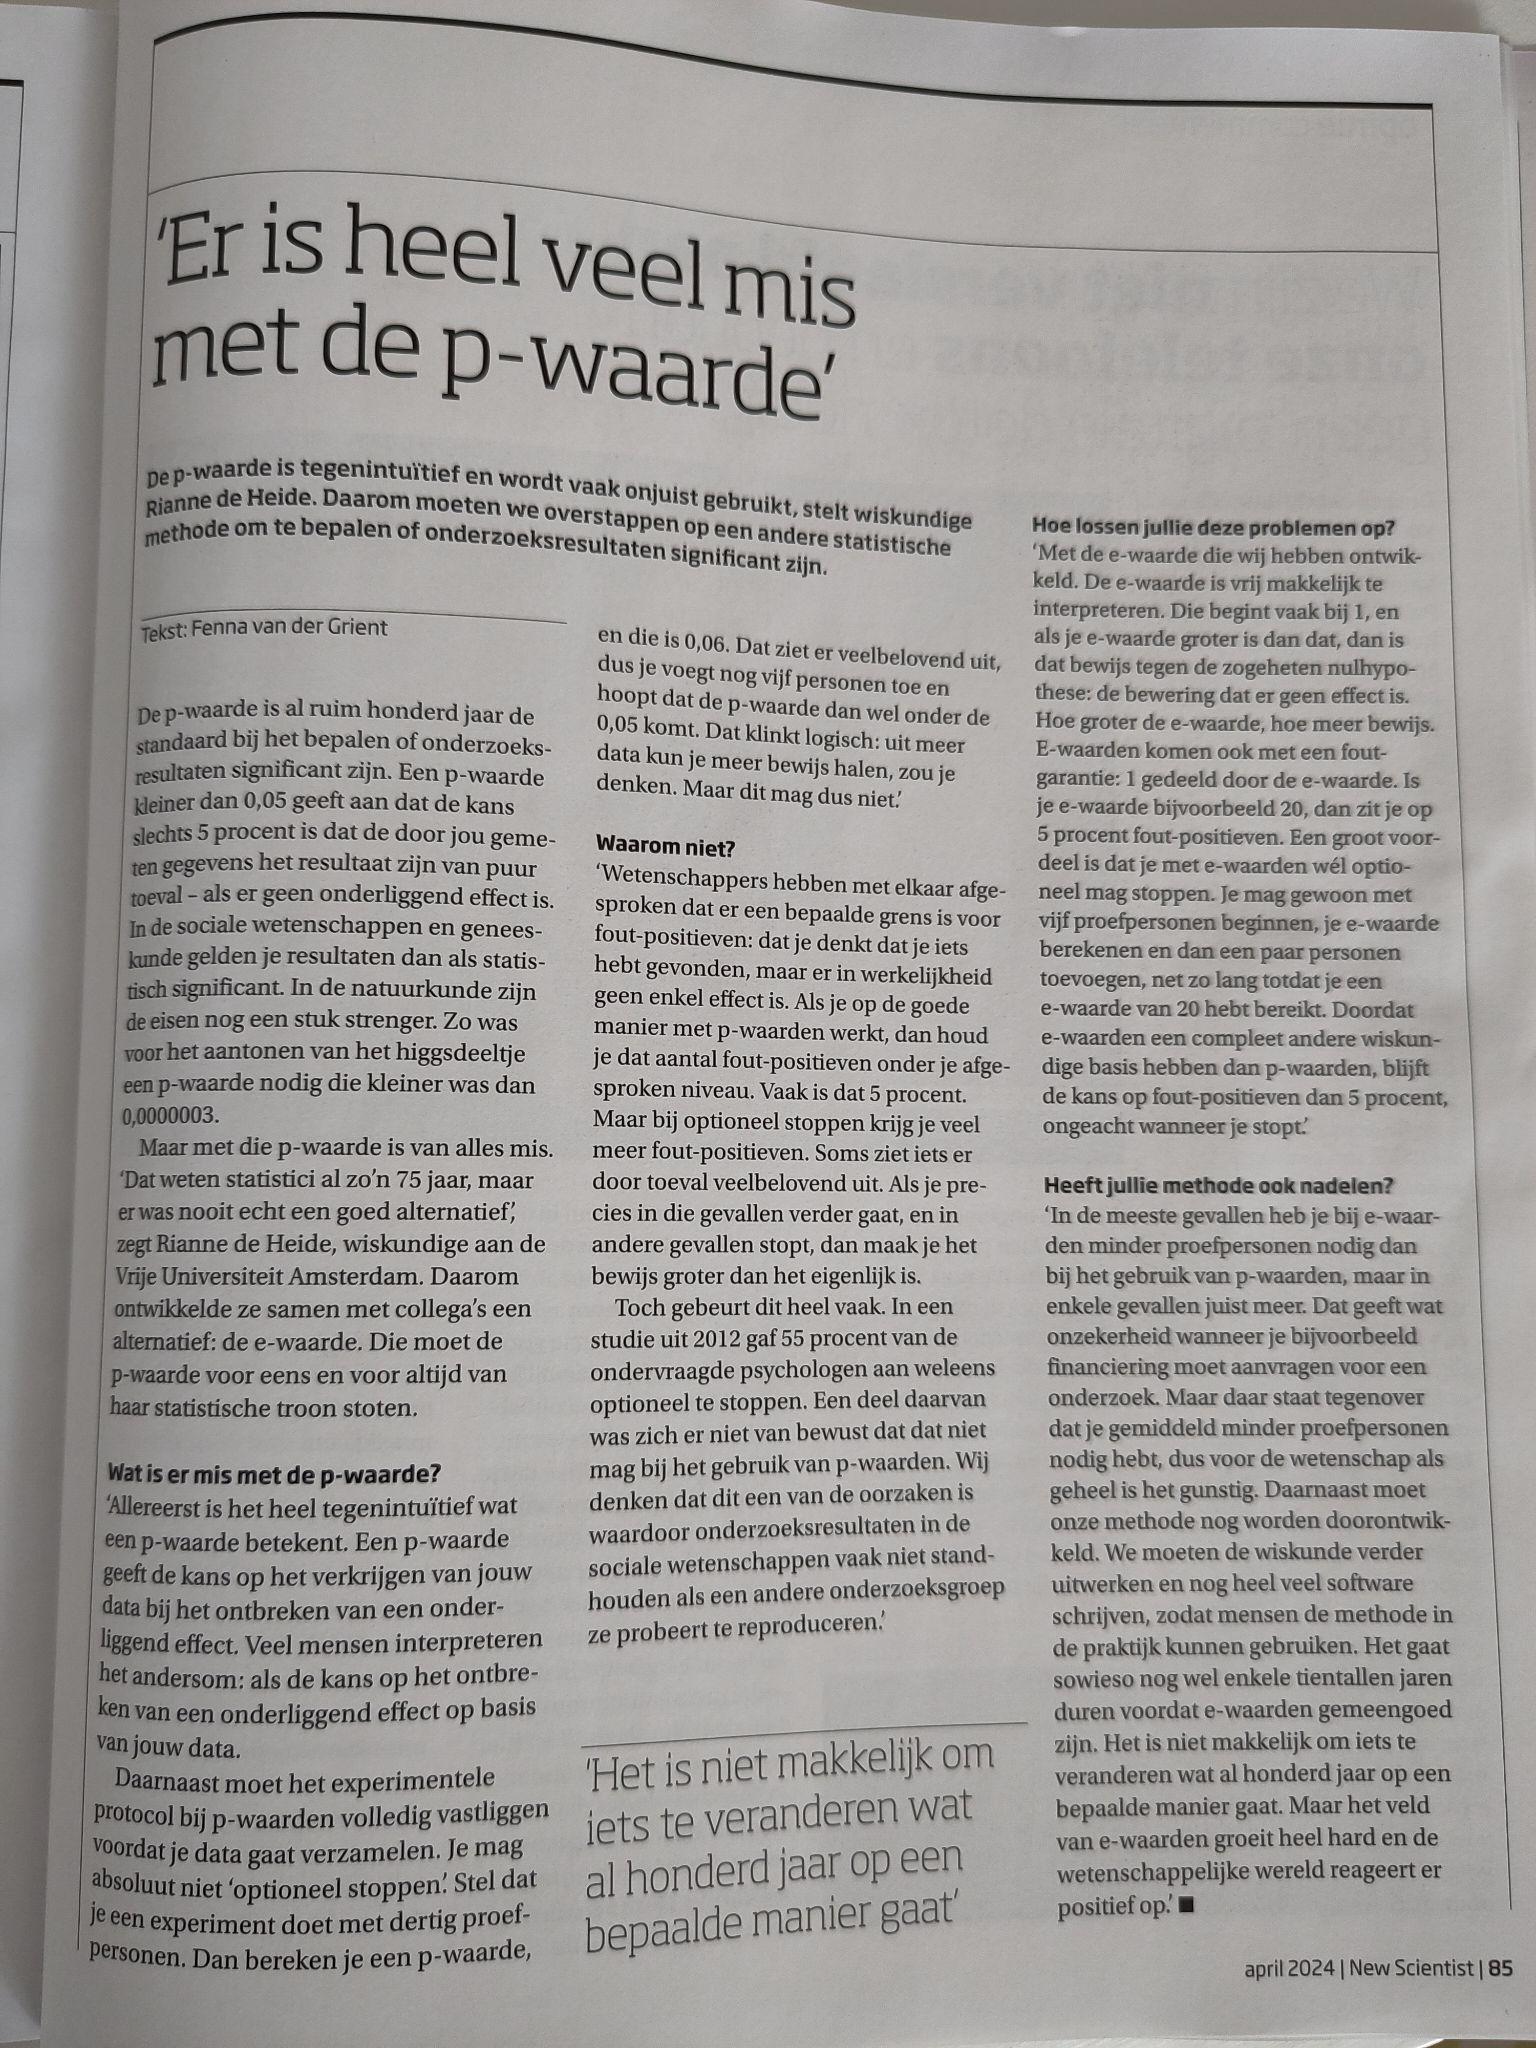 'Er is heel veel mis
met de p-waarde'
De p-waarde is tegenintuïtief en wordt vaak onjuist gebruikt, stelt wiskundige
Rianne de Heide. Daarom moeten we overstappen op een andere statistische
methode om te bepalen of onderzoeksresultaten significant zijn.
Tekst: Fenna van der Grient
De p-waarde is al ruim honderd jaar de
standaard bij het bepalen of onderzoeks-
resultaten significant zijn. Een p-waarde
kleiner dan 0,05 geeft aan dat de kans
slechts 5 procent is dat de door jou geme-
ten gegevens het resultaat zijn van puur
toeval – als er geen onderliggend effect is.
In de sociale wetenschappen en genees-
kunde gelden je resultaten dan als statis-
tisch significant. In de natuurkunde zijn
de eisen nog een stuk strenger. Zo was
voor het aantonen van het higgsdeeltje
een p-waarde nodig die kleiner was dan
0,0000003.
Maar met die p-waarde is van alles mis.
'Dat weten statistici al zo'n 75 jaar, maar
er was nooit echt een goed alternatief',
zegt Rianne de Heide, wiskundige aan de
Vrije Universiteit Amsterdam. Daarom
ontwikkelde ze samen met collega's een
alternatief: de e-waarde. Die moet de
p-waarde voor eens en voor altijd van
haar statistische troon stoten.
Wat is er mis met de p-waarde?
'Allereerst is het heel tegenintuïtief wat
een p-waarde betekent. Een p-waarde
geeft de kans op het verkrijgen van jouw
data bij het ontbreken van een onder-
liggend effect. Veel mensen interpreteren
het andersom: als de kans op het ontbre-
ken van een onderliggend effect op basis
van jouw data.
Daarnaast moet het experimentele
protocol bij p-waarden volledig vastliggen
voordat je data gaat verzamelen. Je mag
absoluut niet 'optioneel stoppen'. Stel dat
je een experiment doet met dertig proef-
personen. Dan bereken je een p-waarde,
en die is 0,06. Dat ziet er veelbelovend uit,
dus je voegt nog vijf personen toe en
hoopt dat de p-waarde dan wel onder de
0,05 komt. Dat klinkt logisch: uit meer
data kun je meer bewijs halen, zou je
denken. Maar dit mag dus niet.'
Waarom niet?
'Wetenschappers hebben met elkaar afge-
sproken dat er een bepaalde grens is voor
fout-positieven: dat je denkt dat je iets
hebt gevonden, maar er in werkelijkheid
geen enkel effect is. Als je op de goede
manier met p-waarden werkt, dan houd
je dat aantal fout-positieven onder je afge-
sproken niveau. Vaak is dat 5 procent.
Maar bij optioneel stoppen krijg je veel
meer fout-positieven. Soms ziet iets er
door toeval veelbelovend uit. Als je pre-
cies in die gevallen verder gaat, en in
andere gevallen stopt, dan maak je het
bewijs groter dan het eigenlijk is.
Toch gebeurt dit heel vaak. In een
studie uit 2012 gaf 55 procent van de
ondervraagde psychologen aan weleens
optioneel te stoppen. Een deel daarvan
was zich er niet van bewust dat dat niet
mag bij het gebruik van p-waarden. Wij
denken dat dit een van de oorzaken is
waardoor onderzoeksresultaten in de
sociale wetenschappen vaak niet stand-
houden als een andere onderzoeksgroep
ze probeert te reproduceren.'
'Het is niet makkelijk om
iets te veranderen wat
al honderd jaar op een
bepaalde manier gaat'
Hoe lossen jullie deze problemen op?
'Met de e-waarde die wij hebben ontwik-
keld. De e-waarde is vrij makkelijk te
interpreteren. Die begint vaak bij 1, en
als je e-waarde groter is dan dat, dan is
dat bewijs tegen de zogeheten nulhypo-
these: de bewering dat er geen effect is.
Hoe groter de e-waarde, hoe meer bewijs.
E-waarden komen ook met een fout-
garantie: 1 gedeeld door de e-waarde. Is
je e-waarde bijvoorbeeld 20, dan zit je op
5 procent fout-positieven. Een groot voor-
deel is dat je met e-waarden wél optio-
neel mag stoppen. Je mag gewoon met
vijf proefpersonen beginnen, je e-waarde
berekenen en dan een paar personen
toevoegen, net zo lang totdat je een
e-waarde van 20 hebt bereikt. Doordat
e-waarden een compleet andere wiskun-
dige basis hebben dan p-waarden, blijft
de kans op fout-positieven dan 5 procent,
ongeacht wanneer je stopt.'
Heeft jullie methode ook nadelen?
'In de meeste gevallen heb je bij e-waar-
den minder proefpersonen nodig dan
bij het gebruik van p-waarden, maar in
enkele gevallen juist meer. Dat geeft wat
onzekerheid wanneer je bijvoorbeeld
financiering moet aanvragen voor een
onderzoek. Maar daar staat tegenover
dat je gemiddeld minder proefpersonen
nodig hebt, dus voor de wetenschap als
geheel is het gunstig. Daarnaast moet
onze methode nog worden doorontwik-
keld. We moeten de wiskunde verder
uitwerken en nog heel veel software
schrijven, zodat mensen de methode in
de praktijk kunnen gebruiken. Het gaat
sowieso nog wel enkele tientallen jaren
duren voordat e-waarden gemeengoed
zijn. Het is niet makkelijk om iets te
veranderen wat al honderd jaar op een
bepaalde manier gaat. Maar het veld
van e-waarden groeit heel hard en de
wetenschappelijke wereld reageert er
positief op.' ■
april 2024 | New Scientist | 85